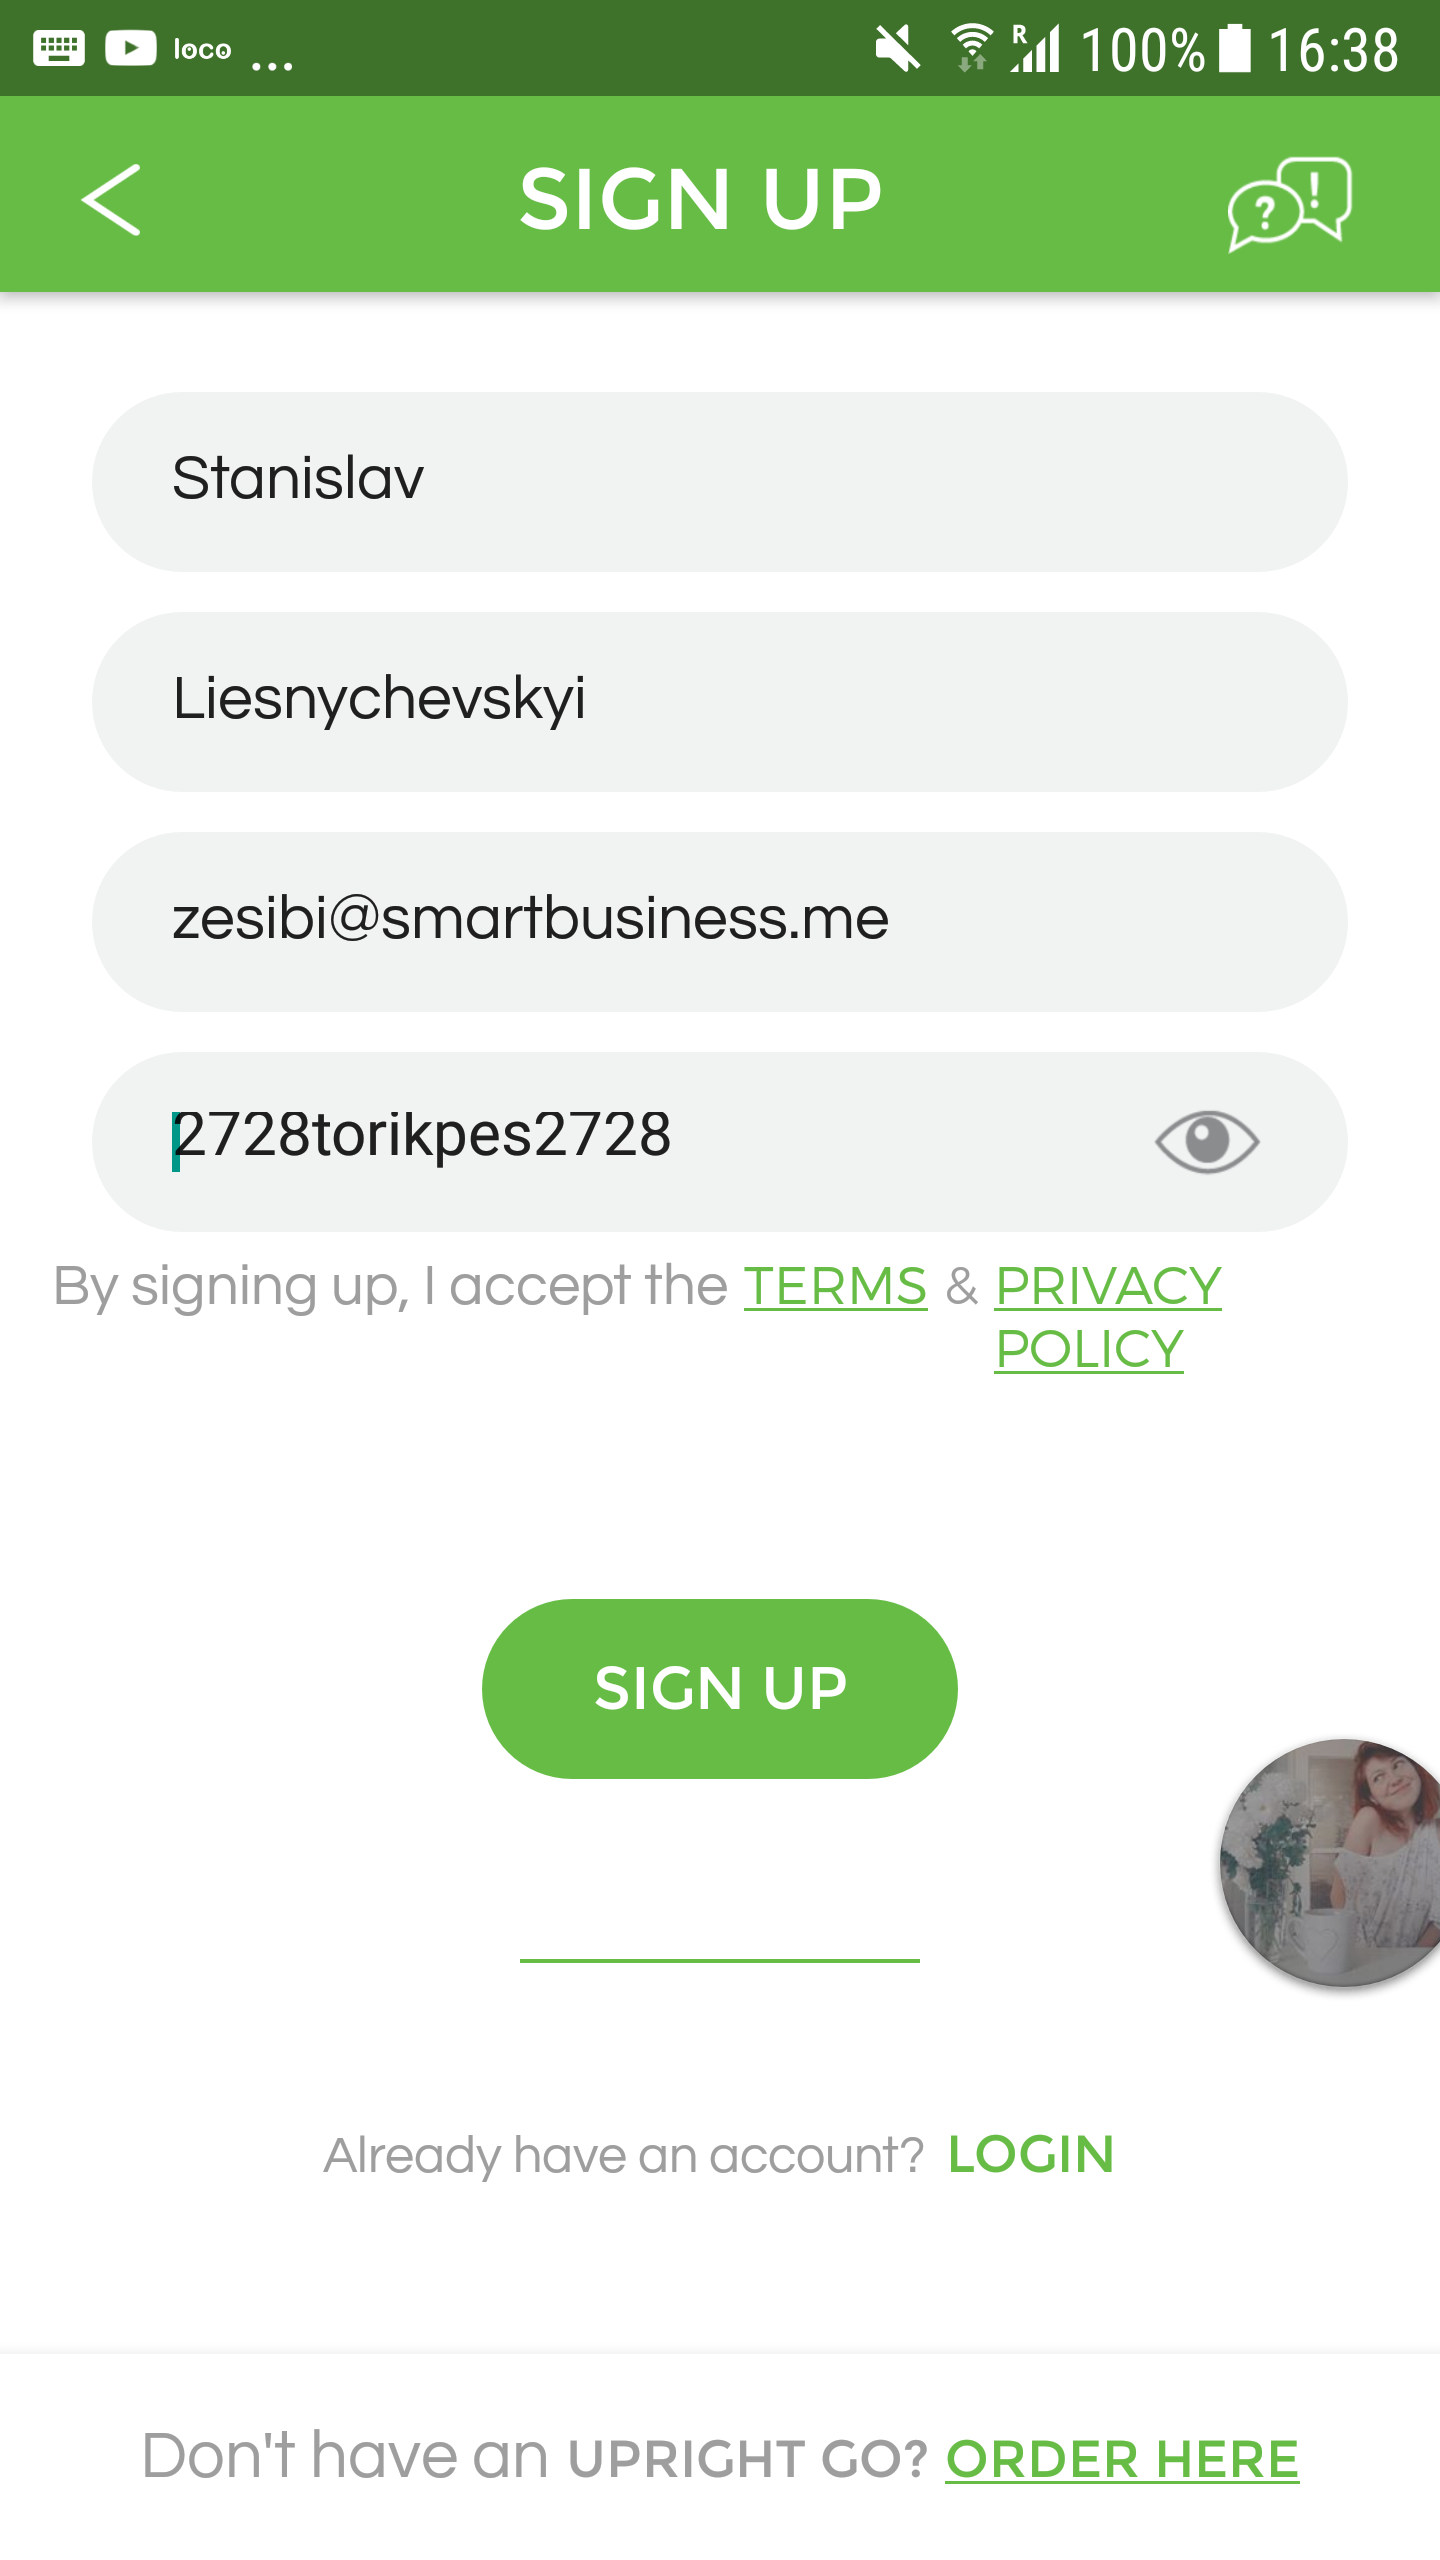 loco ... R 100% 16:38
SIGN UP
Stanislav
Liesnychevskyi
zesibi@smartbusiness.me
2728torikpes2728
By signing up, I accept the TERMS & PRIVACY
POLICY
SIGN UP
Already have an account? LOGIN
Don't have an UPRIGHT GO? ORDER HERE